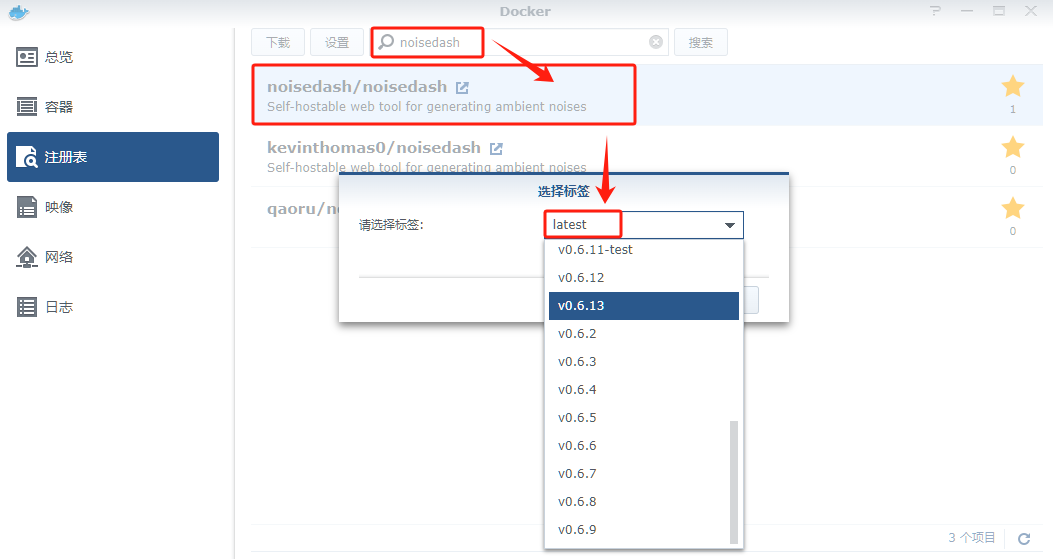 Docker
总览
容器
注册表
映像
网络
日志
下载
设置
noisedash
搜索
noisedash/noisedash
Self-hostable web tool for generating ambient noises
1
kevinthomas0/noisedash
Self-hostable web tool for generating ambient noises
0
qaoru/
0
选择标签
请选择标签:
latest
v0.6.11-test
v0.6.12
v0.6.13
v0.6.2
v0.6.3
v0.6.4
v0.6.5
v0.6.6
v0.6.7
v0.6.8
v0.6.9
3 个项目